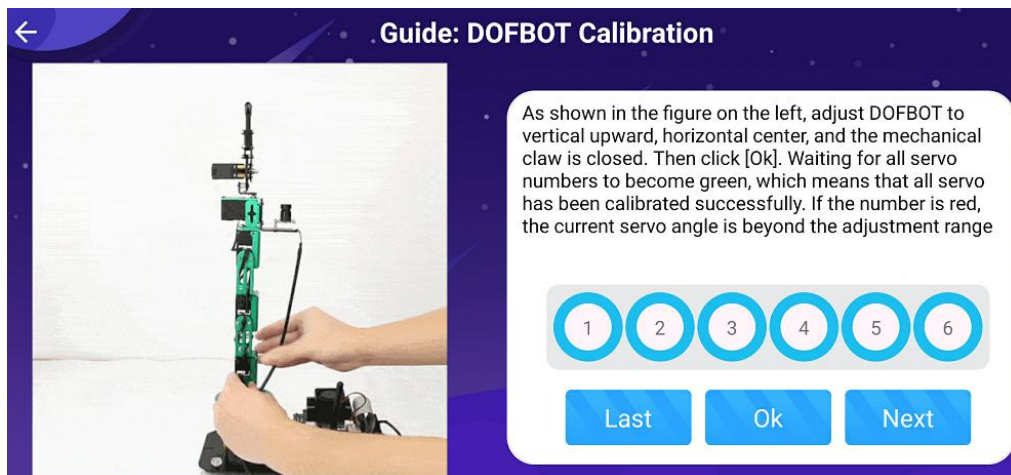 Guide: DOFBOT Calibration
As shown in the figure on the left, adjust DOFBOT to
vertical upward, horizontal center, and the mechanical
claw is closed. Then click [Ok]. Waiting for all servo
numbers to become green, which means that all servo
has been calibrated successfully. If the number is red,
the current servo angle is beyond the adjustment range
1 2 3 4 5 6
Last Ok Next